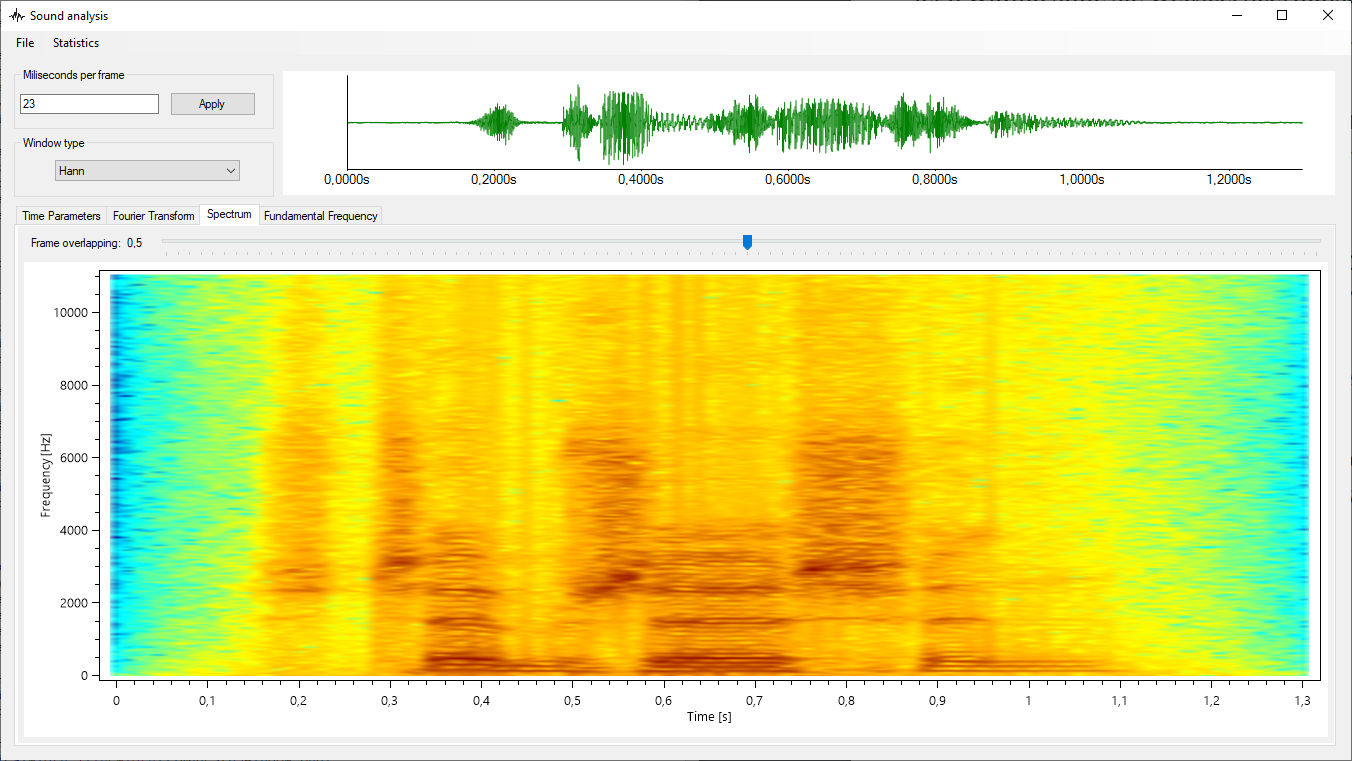 Sound analysis
File Statistics
Miliseconds per frame
23 Apply
Window type
Hann
0,0000s 0,2000s 0,4000s 0,6000s 0,8000s 1,0000s 1,2000s
Time Parameters Fourier Transform Spectrum Fundamental Frequency
Frame overlapping: 0,5
10000
8000
6000
4000
2000
0
Frequency [Hz]
0 0,1 0,2 0,3 0,4 0,5 0,6 0,7 0,8 0,9 1 1,1 1,2 1,3
Time [s]